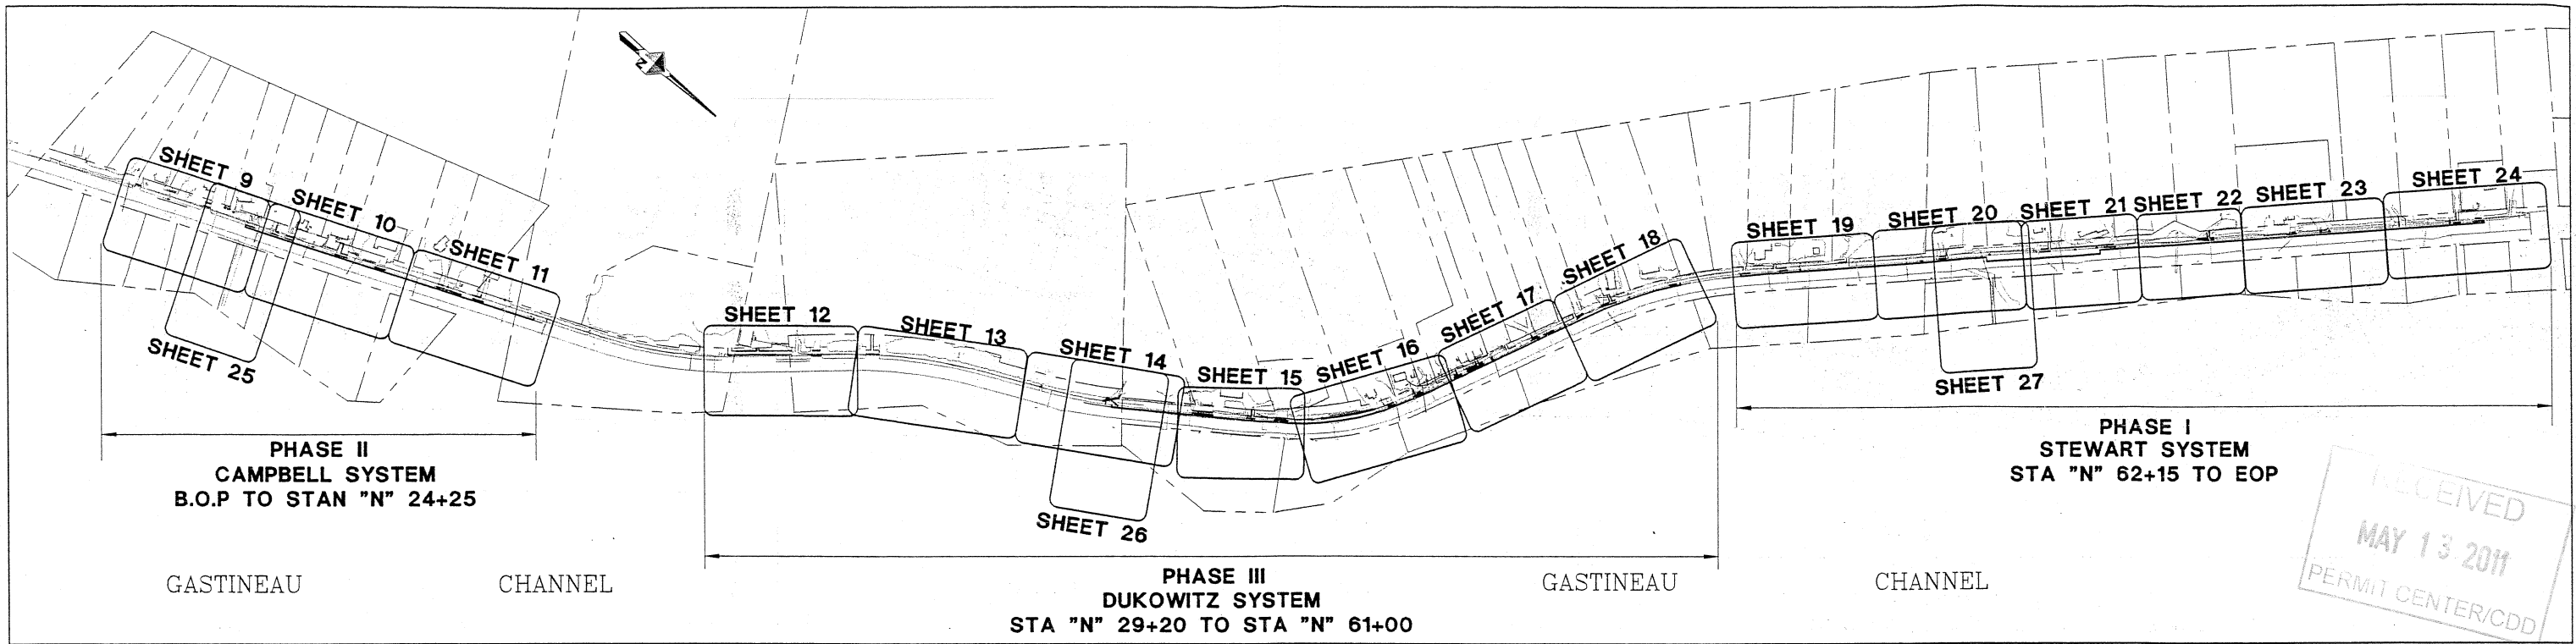 N
SHEET 9
SHEET 10
SHEET 11
SHEET 25
SHEET 12
SHEET 13
SHEET 14
SHEET 15
SHEET 16
SHEET 17
SHEET 18
SHEET 26
SHEET 19
SHEET 20
SHEET 21
SHEET 22
SHEET 23
SHEET 24
SHEET 27
PHASE II
CAMPBELL SYSTEM
B.O.P TO STAN "N" 24+25
PHASE III
DUKOWITZ SYSTEM
STA "N" 29+20 TO STA "N" 61+00
PHASE I
STEWART SYSTEM
STA "N" 62+15 TO EOP
GASTINEAU CHANNEL
GASTINEAU CHANNEL
RECEIVED
MAY 13 2011
PERMIT CENTER/CDD